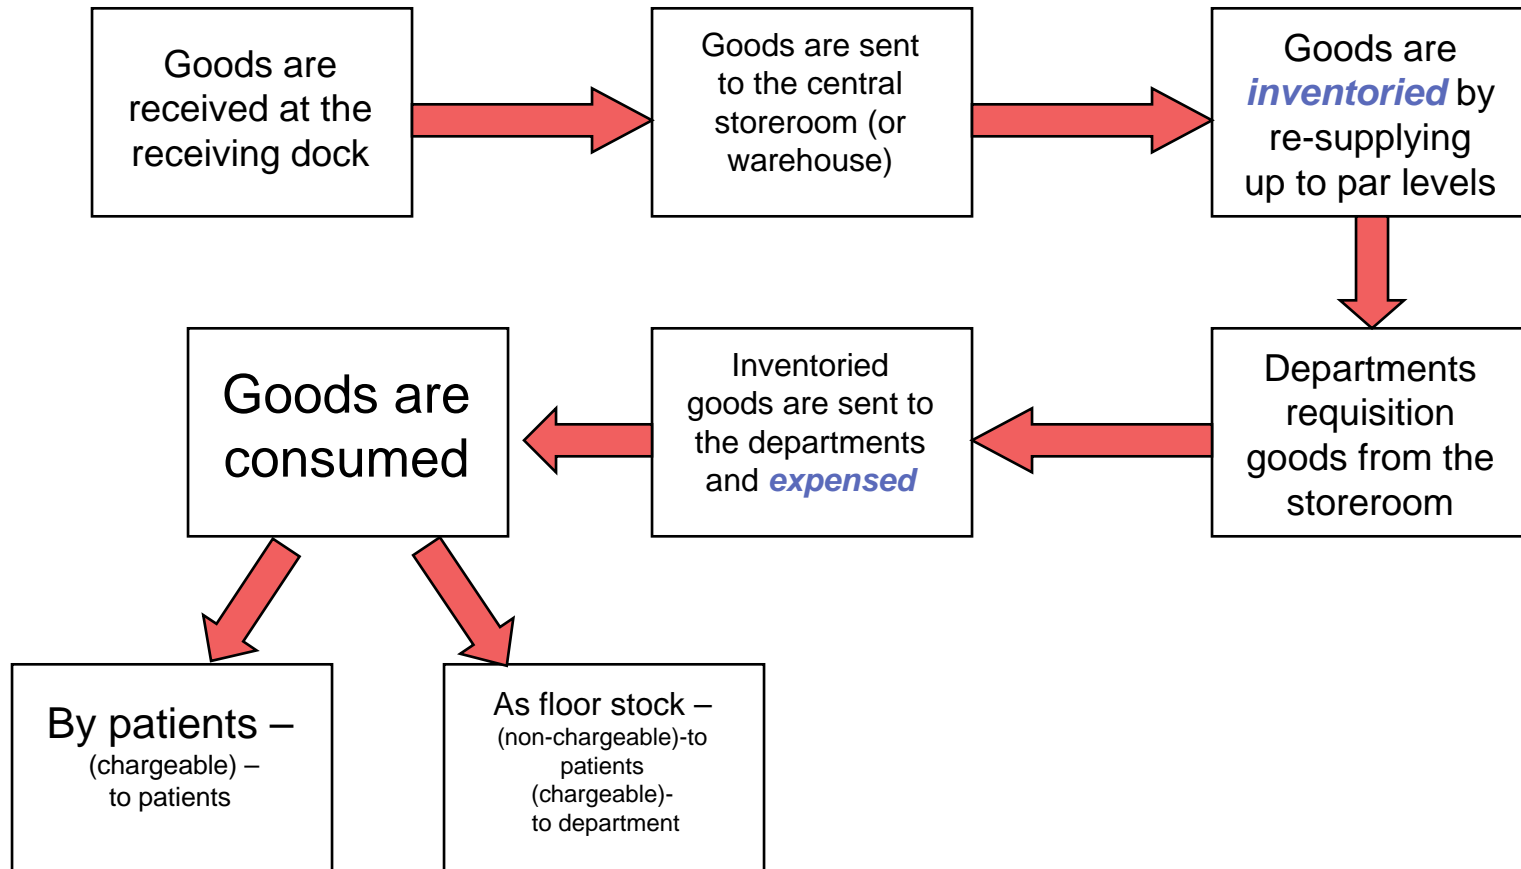 Goods are
received at the
receiving dock
Goods are sent
to the central
storeroom (or
warehouse)
Goods are
inventoried by
re-supplying
up to par levels
Departments
requisition
goods from the
storeroom
Inventoried
goods are sent to
the departments
and expensed
Goods are
consumed
By patients –
(chargeable) –
to patients
As floor stock –
(non-chargeable)-to
patients
(chargeable)-
to department